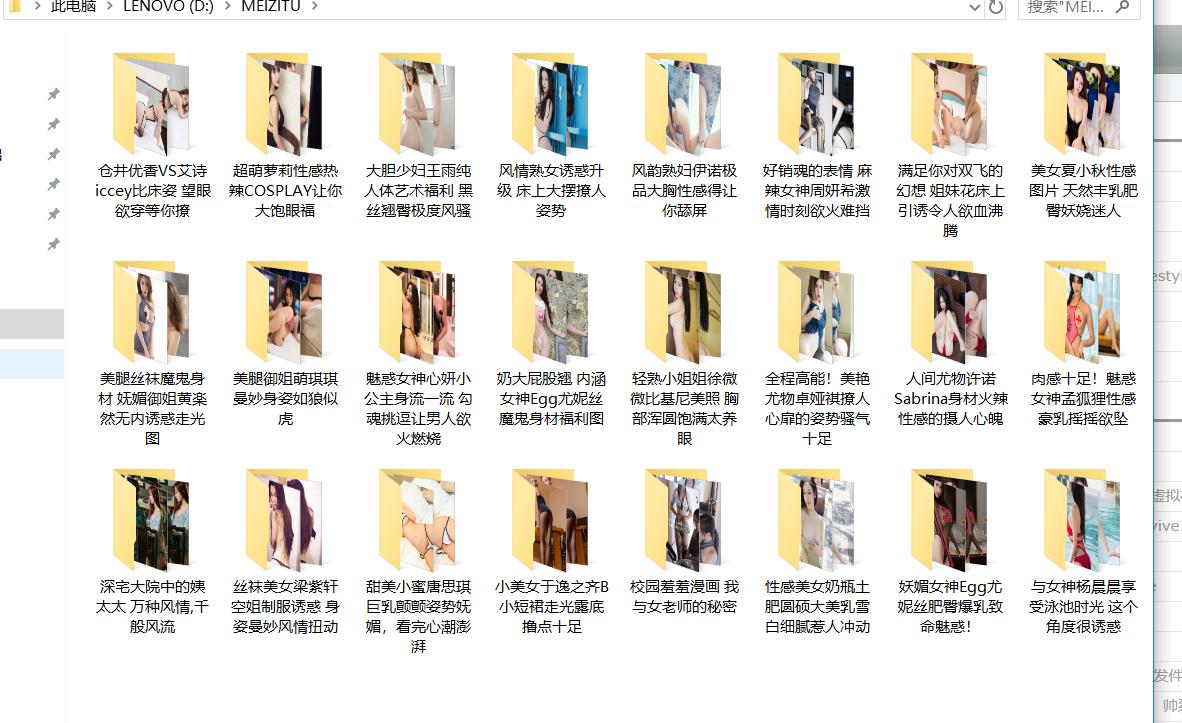 此电脑 > LENOVO (D:) > MEIZITU >
搜索"MEI...
仓井优香VS艾诗
iccey比床姿 望眼
欲穿等你撩
超萌萝莉性感热
辣COSPLAY让你
大饱眼福
大胆少妇王雨纯
人体艺术福利 黑
丝翘臀极度风骚
风情熟女诱惑升
级 床上大摆撩人
姿势
风韵熟妇伊诺极
品大胸性感得让
你舔屏
好销魂的表情 麻
辣女神周妍希激
情时刻欲火难挡
满足你对双飞的
幻想 姐妹花床上
引诱令人欲血沸
腾
美女夏小秋性感
图片 天然丰乳肥
臀妖娆迷人
美腿丝袜魔鬼身
材 妩媚御姐黄楽
然无内诱惑走光
图
美腿御姐萌琪琪
曼妙身姿如狼似
虎
魅惑女神心妍小
公主身流一流 勾
魂挑逗让男人欲
火燃烧
奶大屁股翘 内涵
女神Egg尤妮丝
魔鬼身材福利图
轻熟小姐姐徐微
微比基尼美照 胸
部浑圆饱满太养
眼
全程高能！美艳
尤物卓娅祺撩人
心扉的姿势骚气
十足
人间尤物许诺
Sabrina身材火辣
性感的摄人心魄
肉感十足！魅惑
女神孟狐狸性感
豪乳摇摇欲坠
深宅大院中的姨
太太 万种风情,千
般风流
丝袜美女梁紫轩
空姐制服诱惑 身
姿曼妙风情扭动
甜美小蜜唐思琪
巨乳颤颤姿势妩
媚，看完心潮澎
湃
小美女于逸之齐B
小短裙走光露底
撸点十足
校园羞羞漫画 我
与女老师的秘密
性感美女奶瓶土
肥圆硕大美乳雪
白细腻惹人冲动
妖媚女神Egg尤
妮丝肥臀爆乳致
命魅惑！
与女神杨晨晨享
受泳池时光 这个
角度很诱惑
estyl
虚拟
vive.
发件
帅